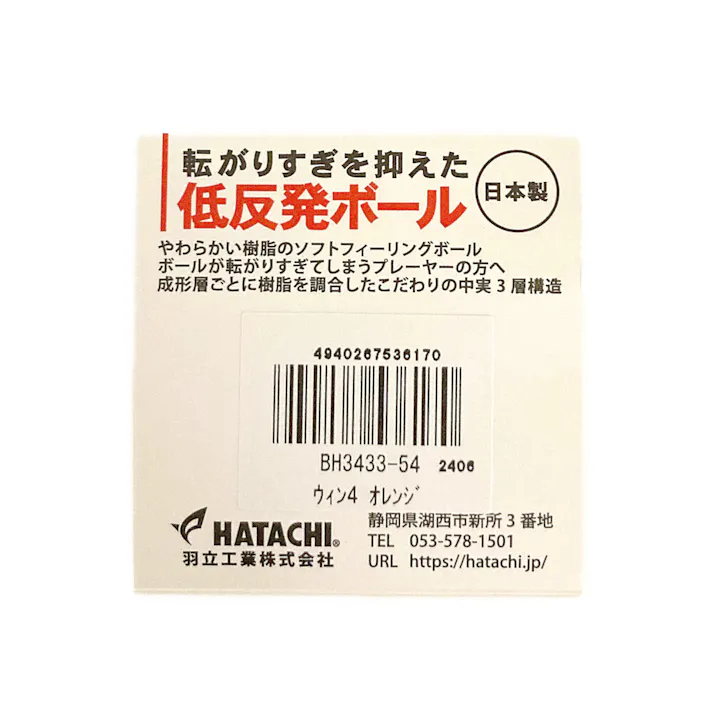 転がりすぎを抑えた
低反発ボール
日本製
やわらかい樹脂のソフトフィーリングボール
ボールが転がりすぎてしまうプレーヤーの方へ
成形層ごとに樹脂を調合したこだわりの中実3層構造
4940267536170
BH3433-54 2406
ウィン4 オレンジ
HATACHI®
羽立工業株式会社
静岡県湖西市新所3番地
TEL 053-578-1501
URL https://hatachi.jp/